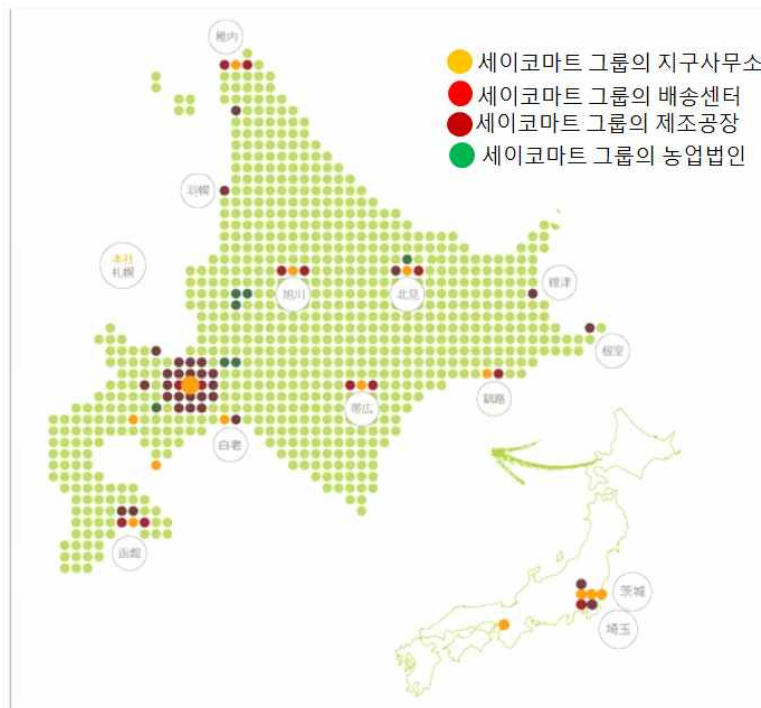 稚内
세이코마트 그룹의 지구사무소
세이코마트 그룹의 배송센터
세이코마트 그룹의 제조공장
세이코마트 그룹의 농업법인
羽幌
本社
札幌
旭川
北見
標津
根室
帯広
釧路
白老
函館
茨城
埼玉